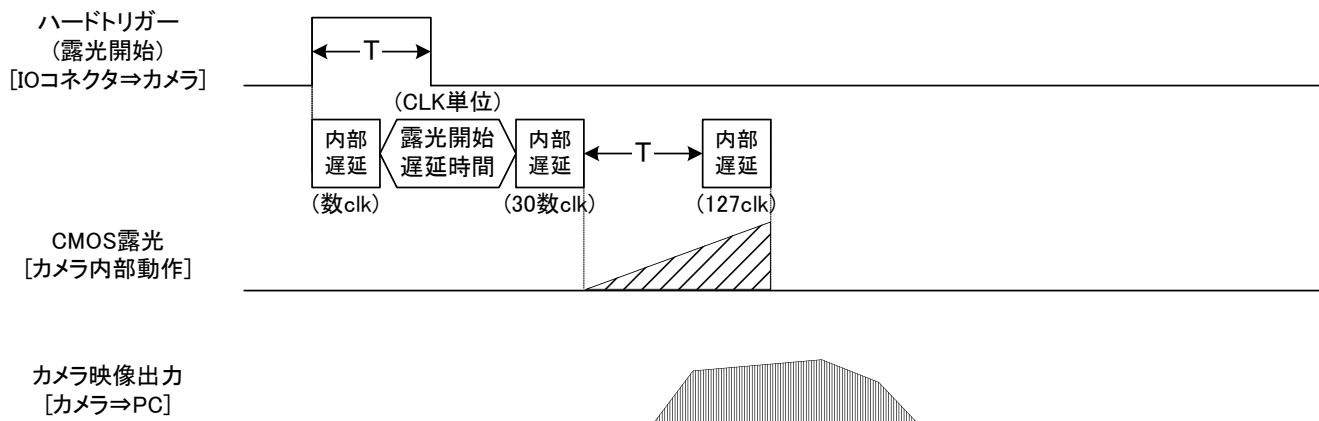 ハードトリガー
(露光開始)
[IOコネクタ⇒カメラ]
T
(CLK単位)
内部
遅延
露光開始
遅延時間
内部
遅延
T
内部
遅延
(数clk)
(30数clk)
(127clk)
CMOS露光
[カメラ内部動作]
カメラ映像出力
[カメラ⇒PC]